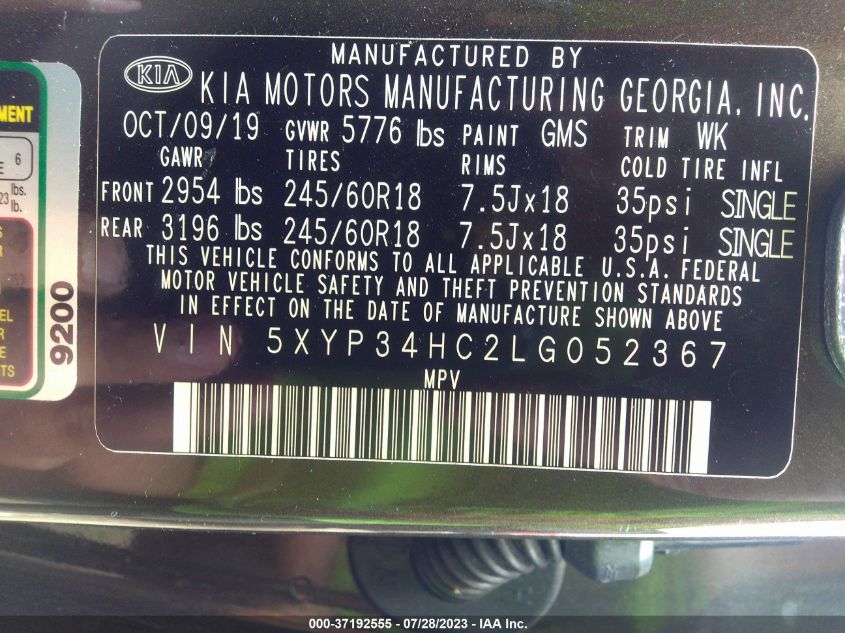 MANUFACTURED BY
KIA KIA MOTORS MANUFACTURING GEORGIA, INC.
OCT/09/19 GVWR 5776 lbs PAINT GMS TRIM WK
GAWR TIRES RIMS COLD TIRE INFL
FRONT 2954 lbs 245/60R18 7.5Jx18 35psi SINGLE
REAR 3196 lbs 245/60R18 7.5Jx18 35psi SINGLE
THIS VEHICLE CONFORMS TO ALL APPLICABLE U.S.A. FEDERAL
MOTOR VEHICLE SAFETY AND THEFT PREVENTION STANDARDS
IN EFFECT ON THE DATE OF MANUFACTURE SHOWN ABOVE
VIN 5XYP34HC2LG052367
MPV
6
lbs.
lb.
9200
000-37192555 - 07/28/2023 - IAA Inc.